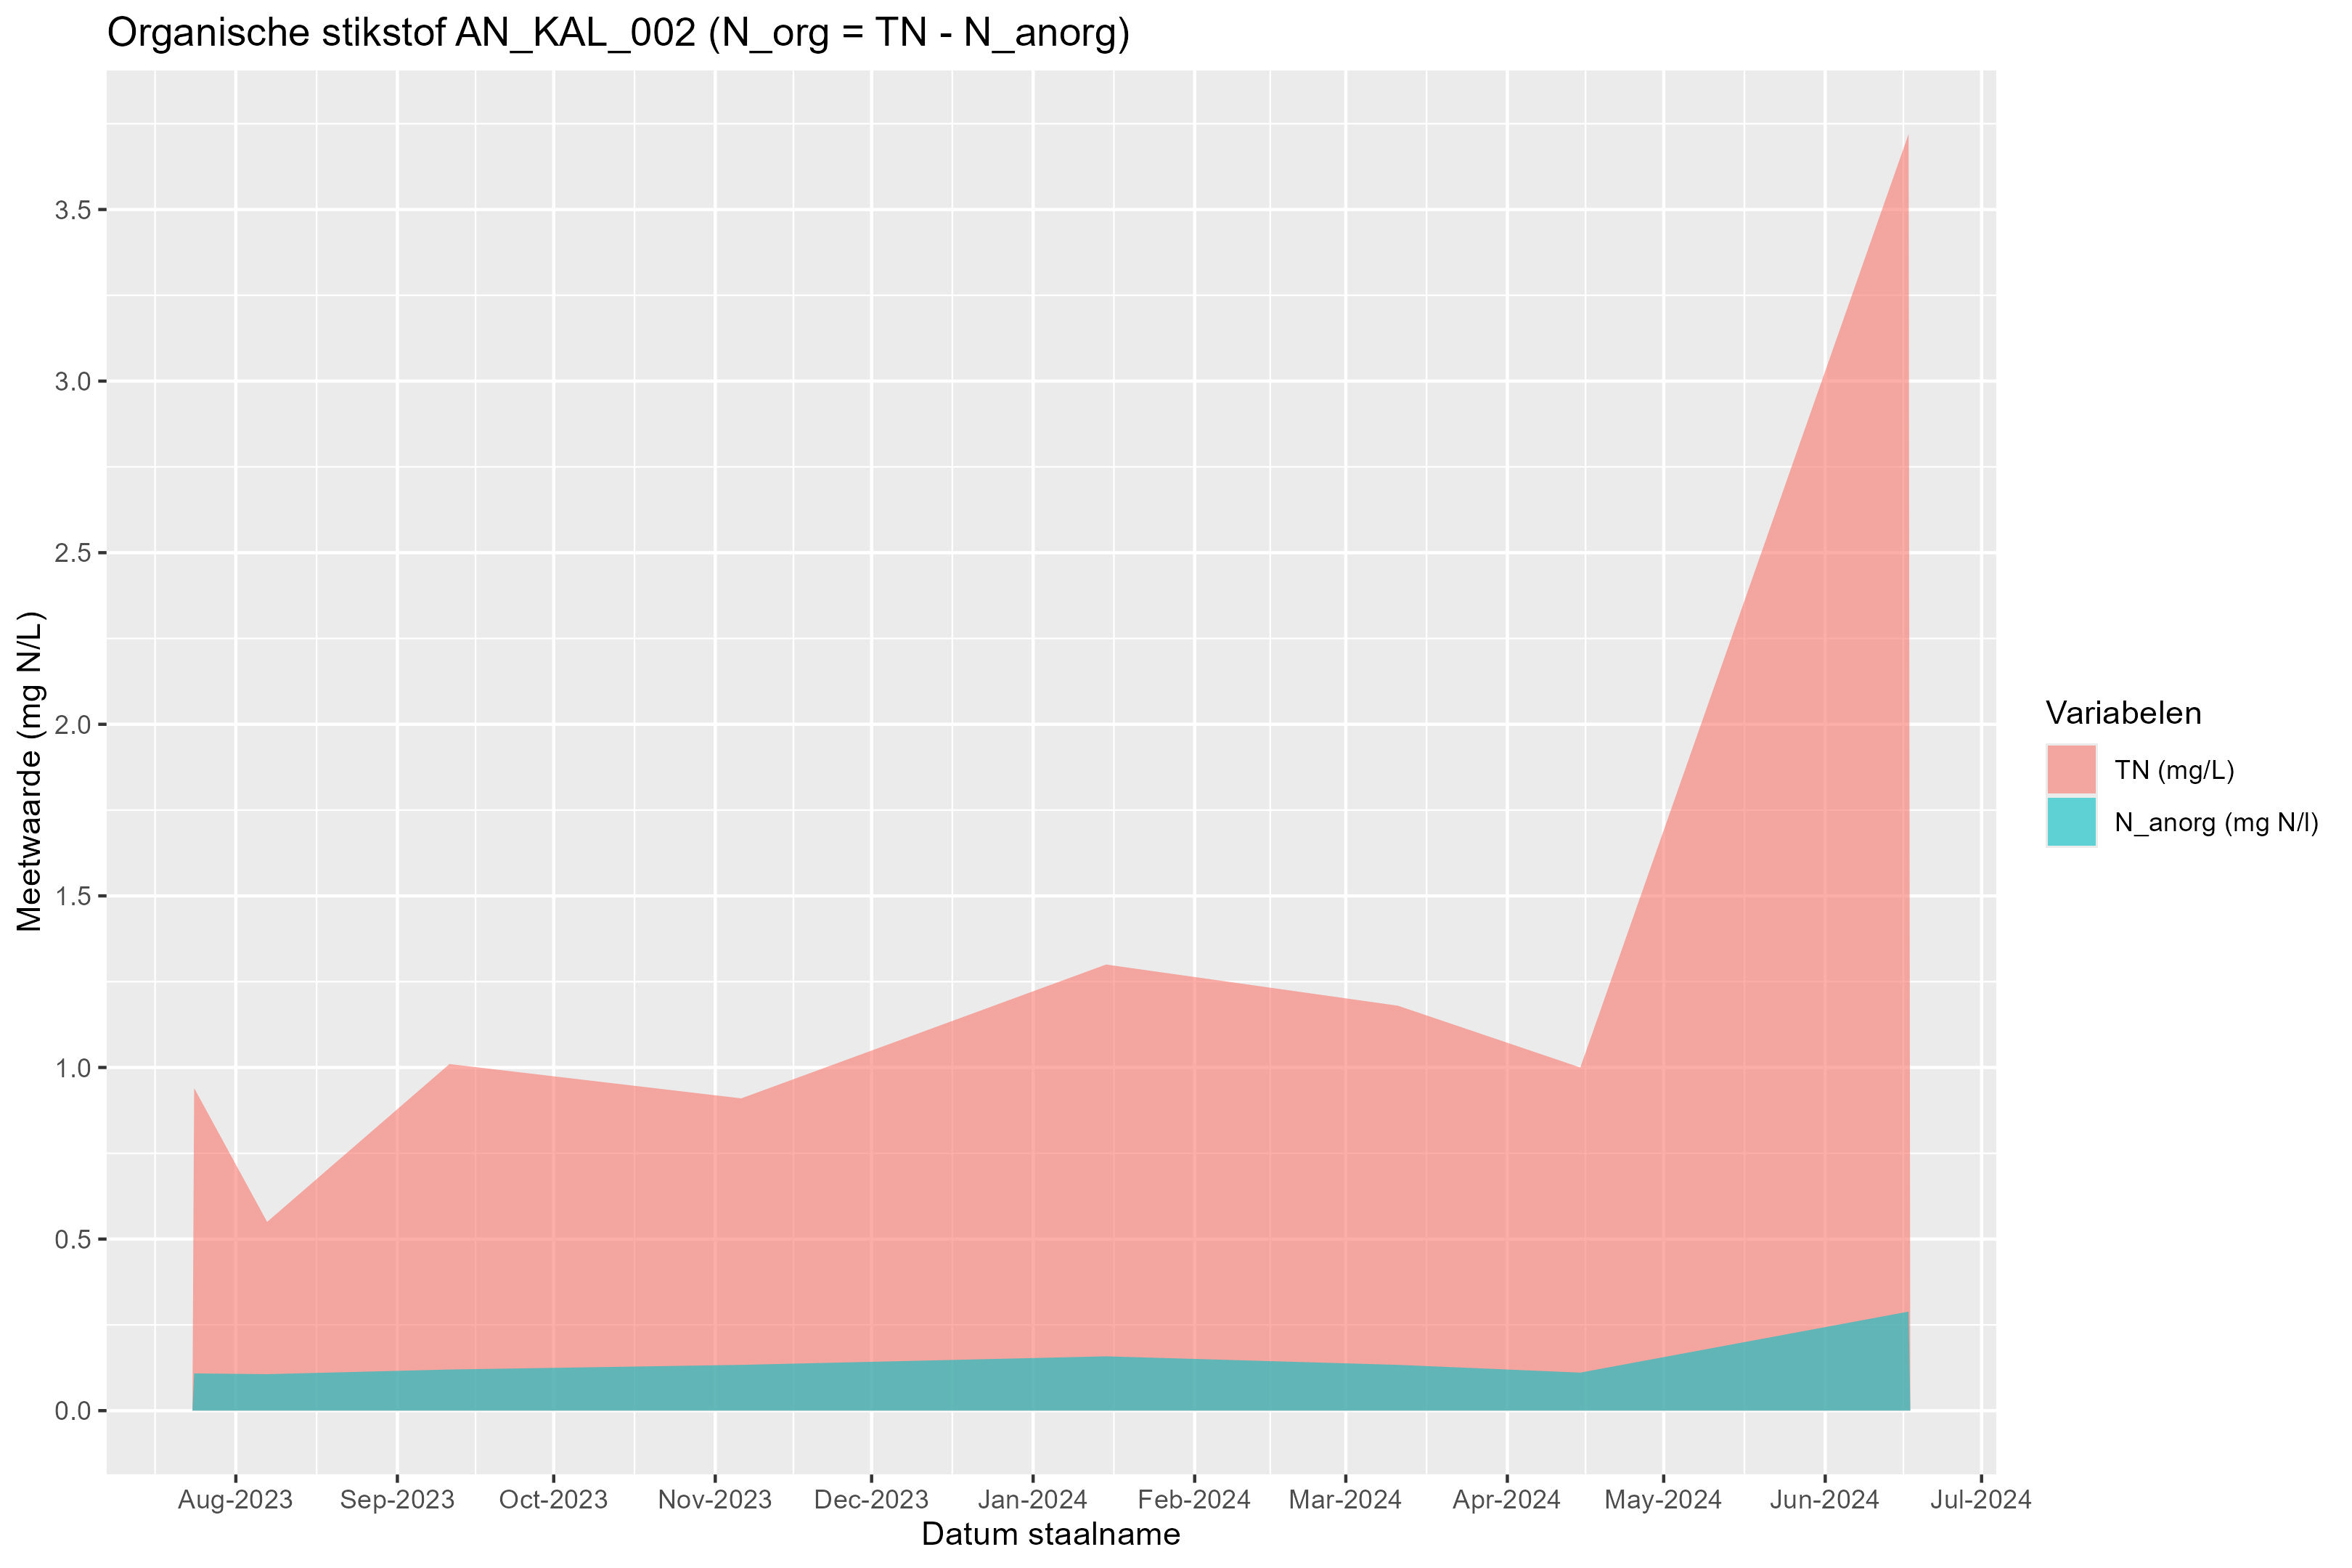 Organische stikstof AN_KAL_002 (N_org = TN - N_anorg)
3.5
3.0
2.5
2.0
1.5
1.0
0.5
0.0
Meetwaarde (mg N/L)
Aug-2023 Sep-2023 Oct-2023 Nov-2023 Dec-2023 Jan-2024 Feb-2024 Mar-2024 Apr-2024 May-2024 Jun-2024 Jul-2024
Datum staalname
Variabelen
TN (mg/L)
N_anorg (mg N/l)